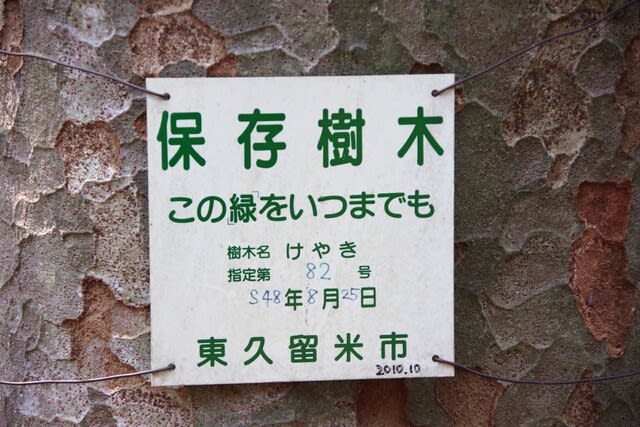 保存樹木
この「緑」をいつまでも
樹木名 けやき
指定第 82 号
S48年8月25日
東久留米市
2010.10